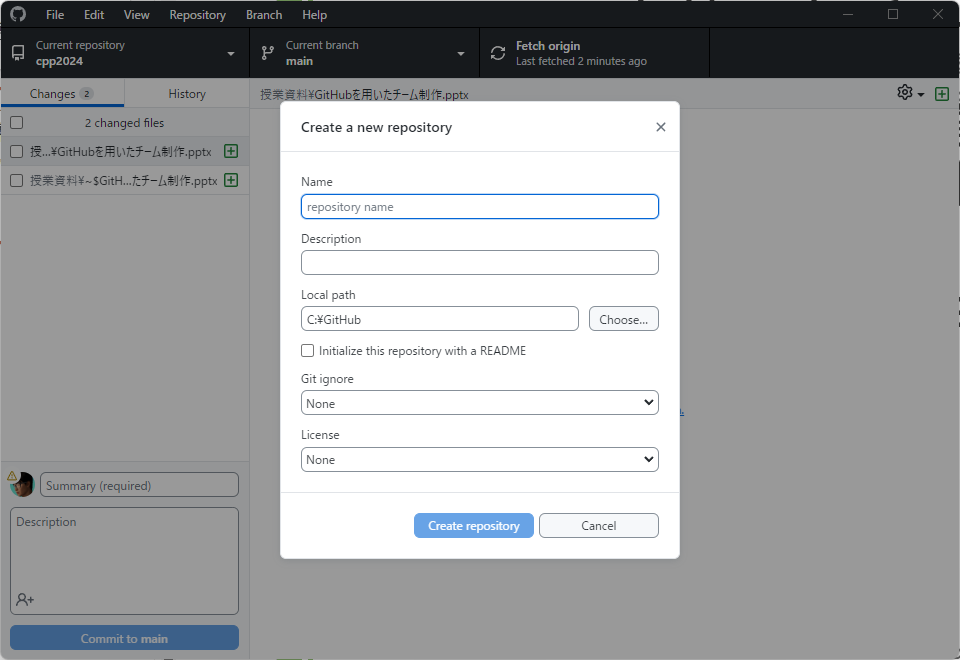 File Edit View Repository Branch Help
Current repository
cpp2024
Current branch
main
Fetch origin
Last fetched 2 minutes ago
Changes 2
History
2 changed files
授…¥GitHubを用いたチーム制作.pptx
授業資料¥~$GitH…たチーム制作.pptx
Summary (required)
Description
Commit to main
授業資料¥GitHubを用いたチーム制作.pptx
Create a new repository
Name
repository name
Description
Local path
C:¥GitHub
Choose...
Initialize this repository with a README
Git ignore
None
License
None
Create repository
Cancel